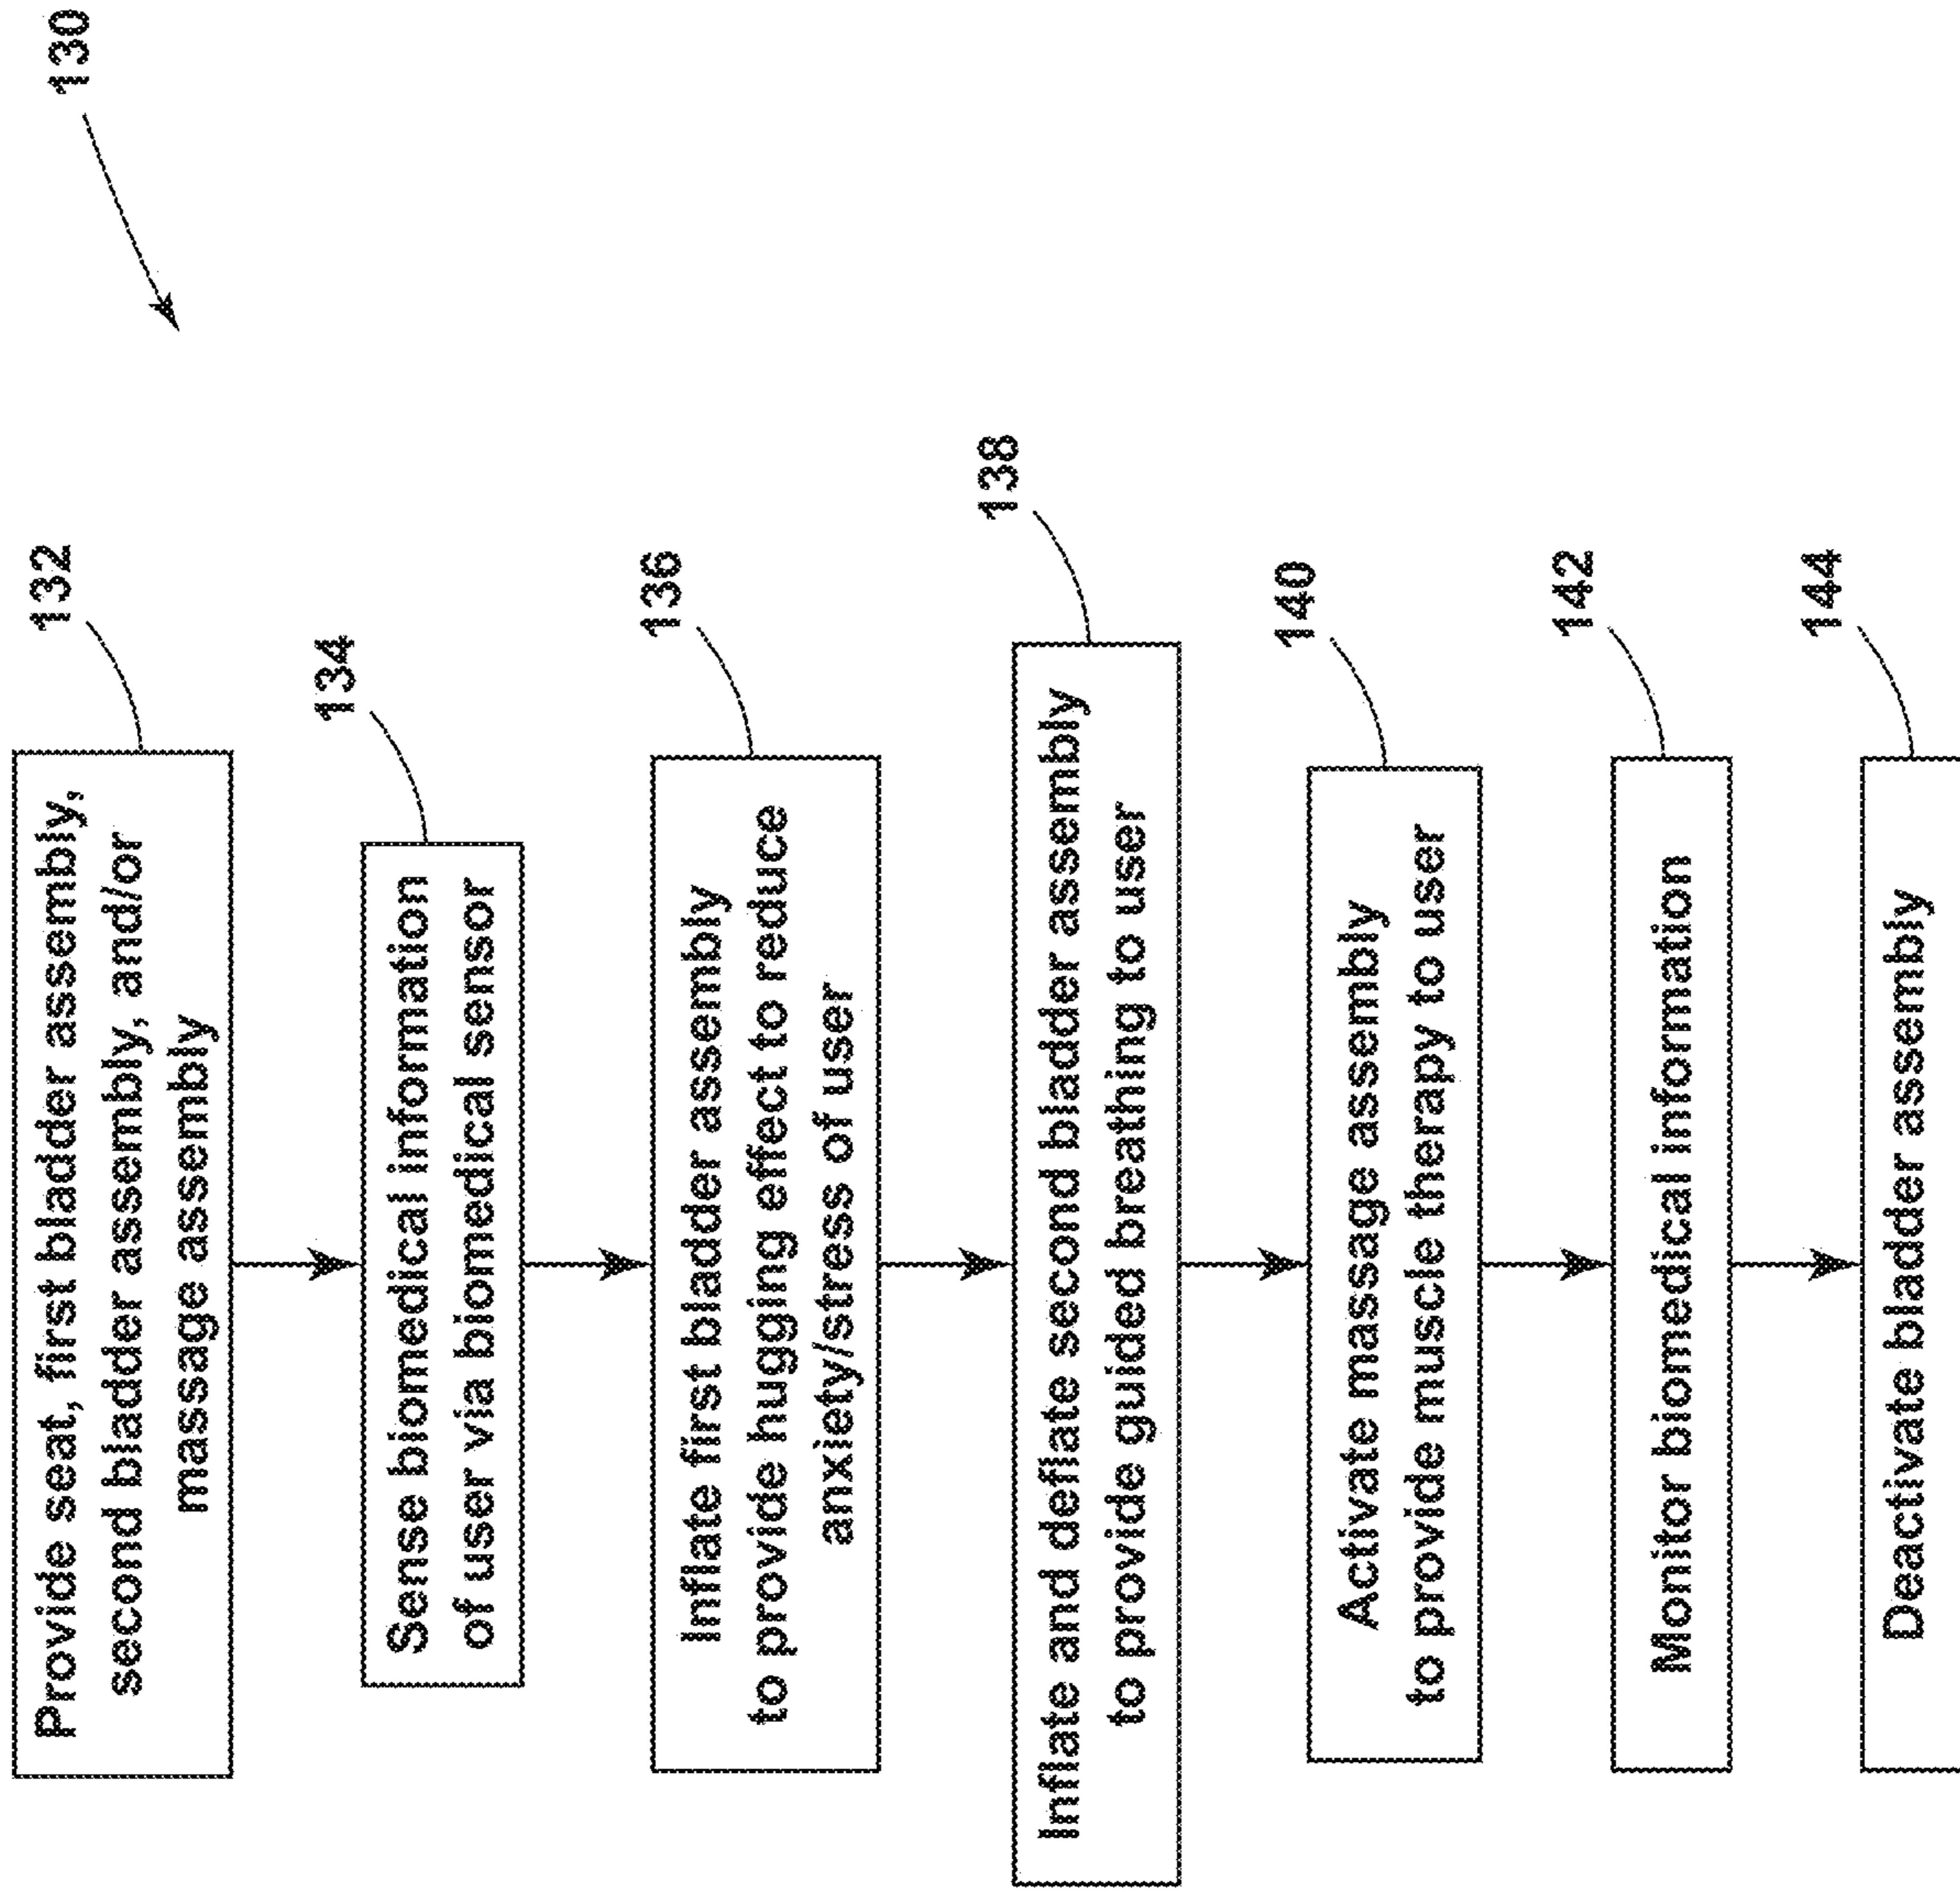 130
132
Provide seat, first bladder assembly,
second bladder assembly, and/or
massage assembly
134
Sense biomedical information
of user via biomedical sensor
136
Inflate first bladder assembly
to provide hugging effect to reduce
anxiety/stress of user
138
Inflate and deflate second bladder assembly
to provide guided breathing to user
140
Activate massage assembly
to provide muscle therapy to user
142
Monitor biomedical information
144
Deactivate bladder assembly